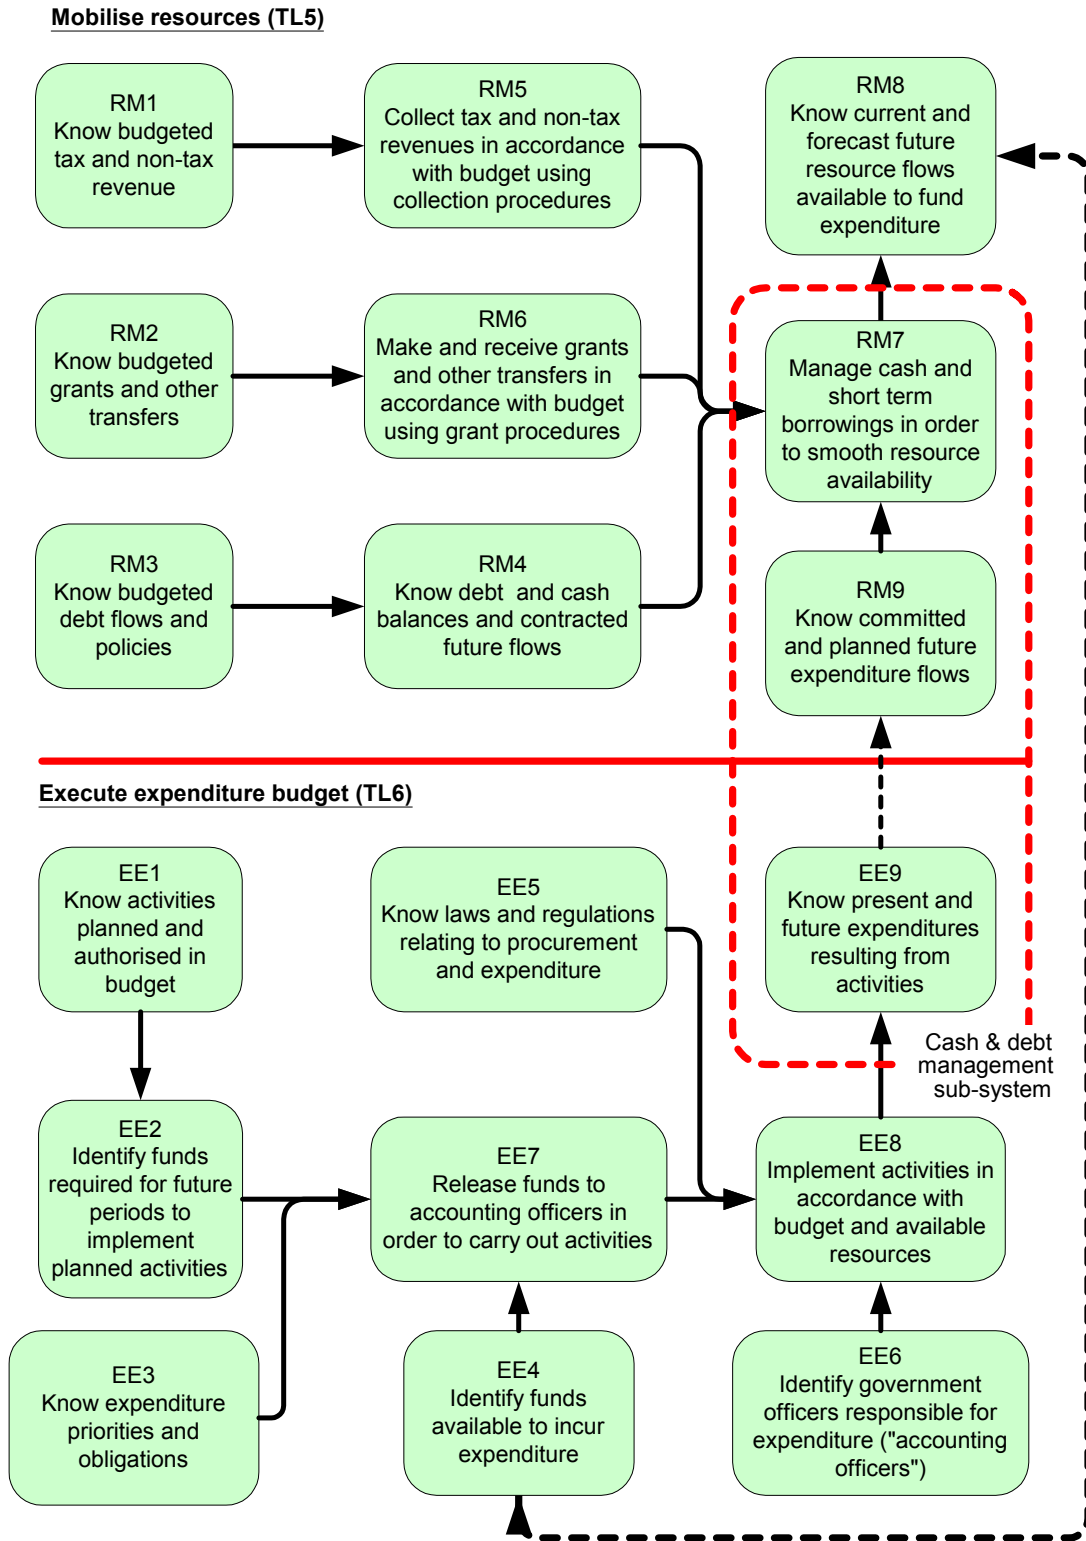 Mobilise resources (TL5)
RM1
Know budgeted
tax and non-tax
revenue
RM5
Collect tax and non-tax
revenues in accordance
with budget using
collection procedures
RM8
Know current and
forecast future
resource flows
available to fund
expenditure
RM2
Know budgeted
grants and other
transfers
RM6
Make and receive grants
and other transfers in
accordance with budget
using grant procedures
RM7
Manage cash and
short term
borrowings in order
to smooth resource
availability
RM3
Know budgeted
debt flows and
policies
RM4
Know debt  and cash
balances and contracted
future flows
RM9
Know committed
and planned future
expenditure flows
Execute expenditure budget (TL6)
EE1
Know activities
planned and
authorised in
budget
EE5
Know laws and regulations
relating to procurement
and expenditure
EE9
Know present and
future expenditures
resulting from
activities
Cash & debt
management
sub-system
EE2
Identify funds
required for future
periods to
implement
planned activities
EE7
Release funds to
accounting officers in
order to carry out activities
EE8
Implement activities in
accordance with
budget and available
resources
EE3
Know expenditure
priorities and
obligations
EE4
Identify funds
available to incur
expenditure
EE6
Identify government
officers responsible for
expenditure ("accounting
officers")